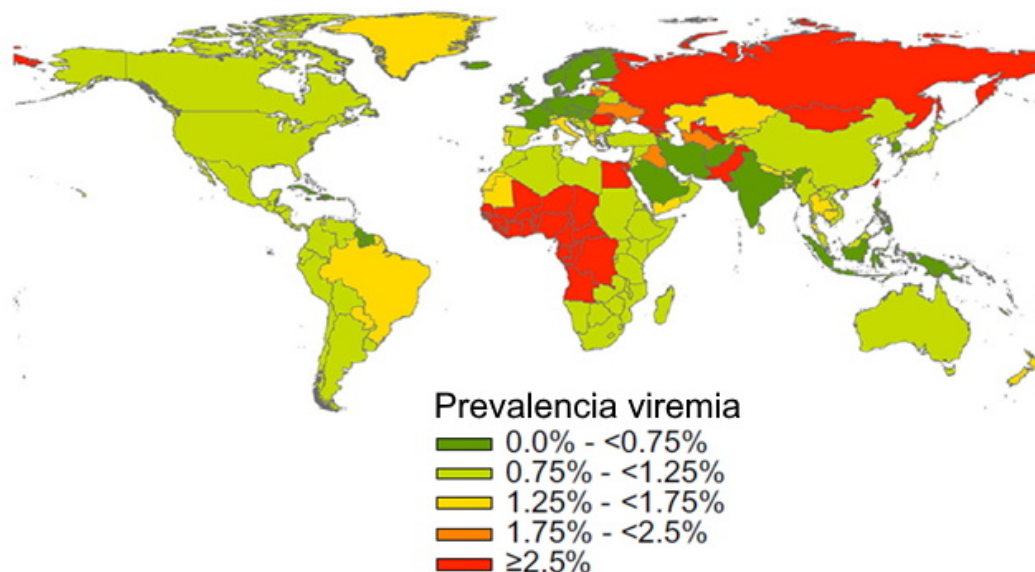 Prevalencia viremia
0.0% - <0.75%
0.75% - <1.25%
1.25% - <1.75%
1.75% - <2.5%
≥2.5%